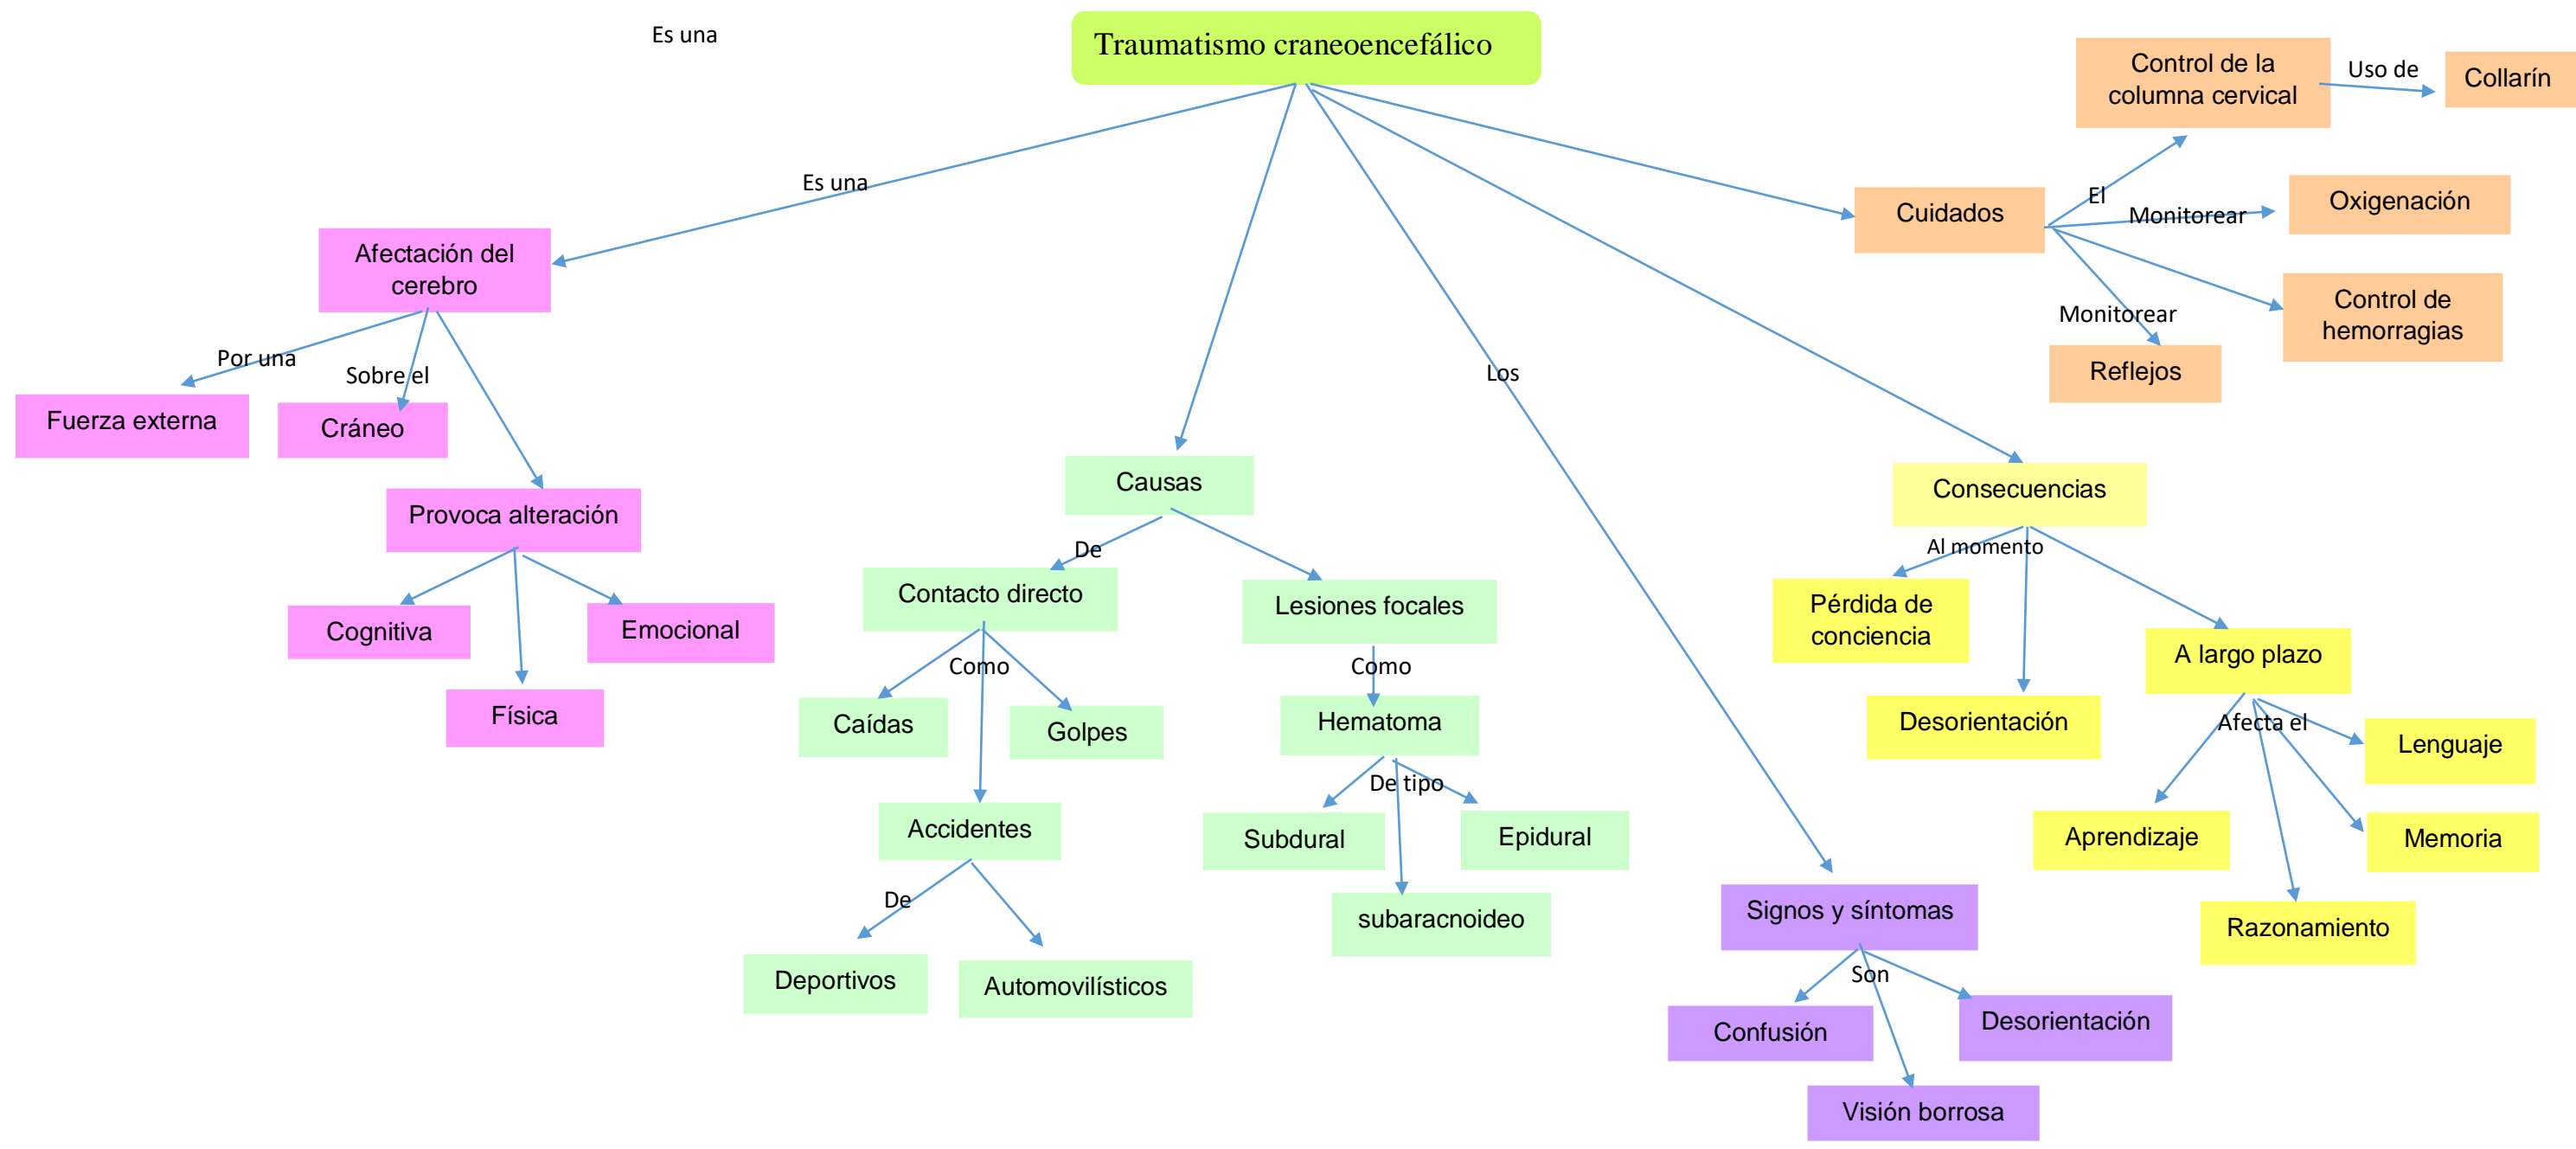 Es una
Traumatismo craneoencefálico
Control de la
columna cervical
Uso de
Collarín
Es una
El
Cuidados
Monitorear
Oxigenación
Afectación del
cerebro
Control de
hemorragias
Monitorear
Reflejos
Por una
Sobre el
Los
Fuerza externa
Cráneo
Causas
Consecuencias
Provoca alteración
De
Al momento
Contacto directo
Lesiones focales
Pérdida de
conciencia
Cognitiva
Emocional
A largo plazo
Como
Como
Física
Caídas
Golpes
Hematoma
Desorientación
Afecta el
Lenguaje
De tipo
Accidentes
Subdural
Epidural
Aprendizaje
Memoria
De
subaracnoideo
Signos y síntomas
Razonamiento
Deportivos
Automovilísticos
Son
Confusión
Desorientación
Visión borrosa